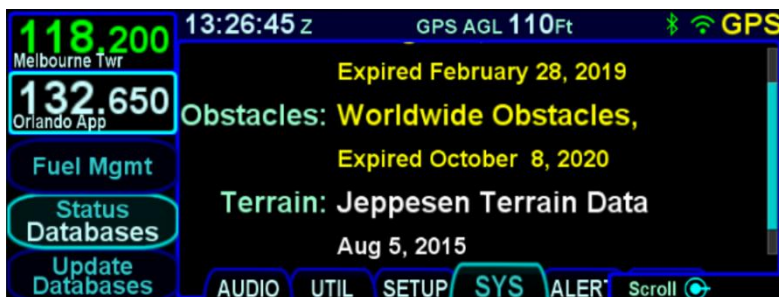 118.200
Melbourne Twr
132.650
Orlando App
Fuel Mgmt
Status
Databases
Update
Databases
13:26:45 Z GPS AGL 110Ft GPS
Expired February 28, 2019
Obstacles: Worldwide Obstacles,
Expired October 8, 2020
Terrain: Jeppesen Terrain Data
Aug 5, 2015
AUDIO UTIL SETUP SYS ALERT Scroll